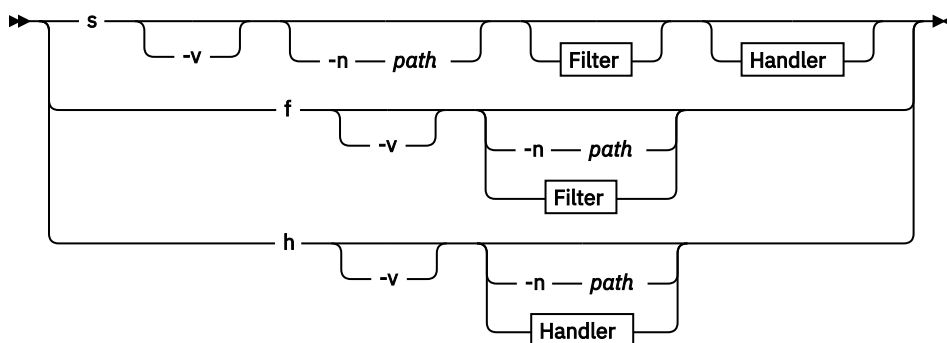 s -v -n path Filter Handler
f -v -n path
Filter
h -v -n path
Handler